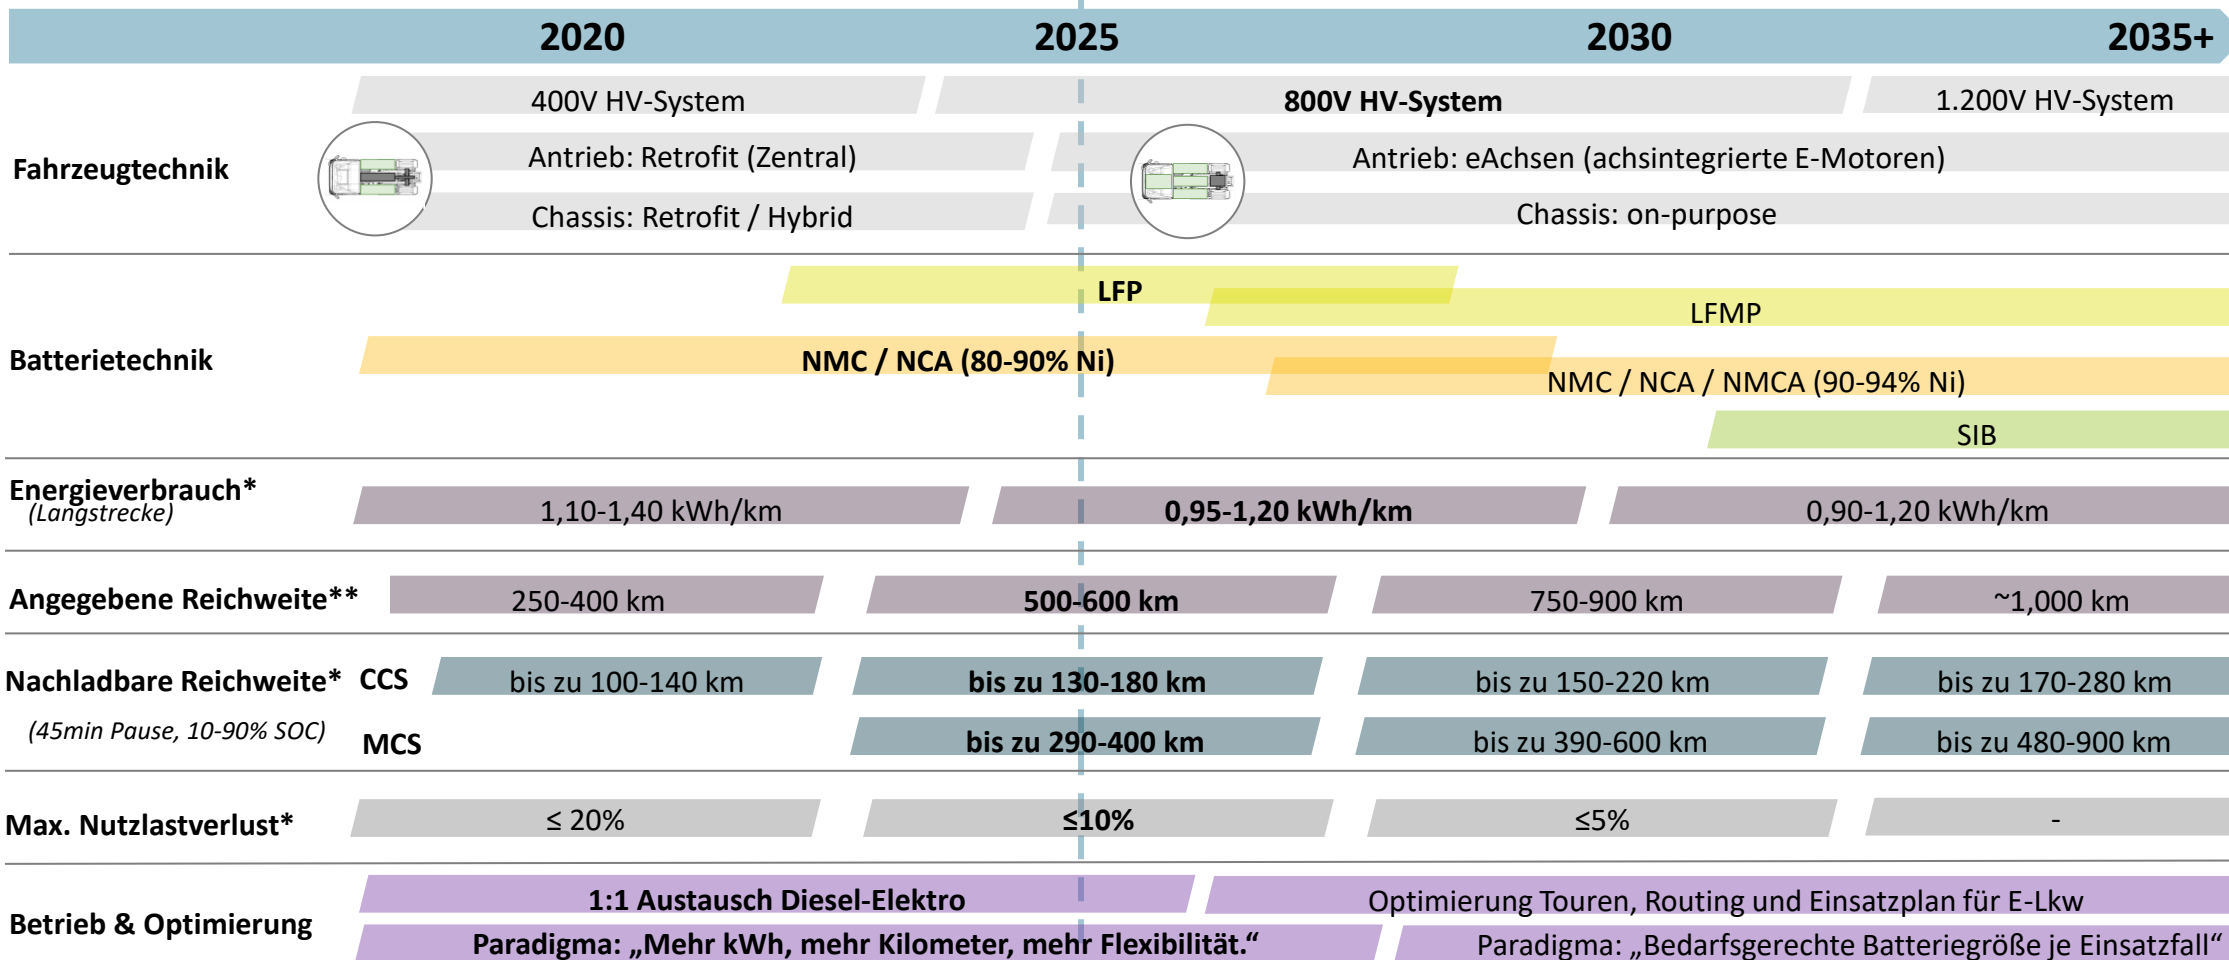 2020 2025 2030 2035+
400V HV-System 800V HV-System 1.200V HV-System
Fahrzeugtechnik
Antrieb: Retrofit (Zentral) Antrieb: eAchsen (achsintegrierte E-Motoren)
Chassis: Retrofit / Hybrid Chassis: on-purpose
Batterietechnik
LFP
LFMP
NMC / NCA (80-90% Ni)
NMC / NCA / NMCA (90-94% Ni)
SIB
Energieverbrauch*
(Langstrecke)
1,10-1,40 kWh/km 0,95-1,20 kWh/km 0,90-1,20 kWh/km
Angegebene Reichweite** 250-400 km 500-600 km 750-900 km ~1,000 km
Nachladbare Reichweite* CCS bis zu 100-140 km bis zu 130-180 km bis zu 150-220 km bis zu 170-280 km
(45min Pause, 10-90% SOC) MCS bis zu 290-400 km bis zu 390-600 km bis zu 480-900 km
Max. Nutzlastverlust* ≤ 20% ≤10% ≤5% -
Betrieb & Optimierung
1:1 Austausch Diesel-Elektro Optimierung Touren, Routing und Einsatzplan für E-Lkw
Paradigma: „Mehr kWh, mehr Kilometer, mehr Flexibilität.“ Paradigma: „Bedarfsgerechte Batteriegröße je Einsatzfall“